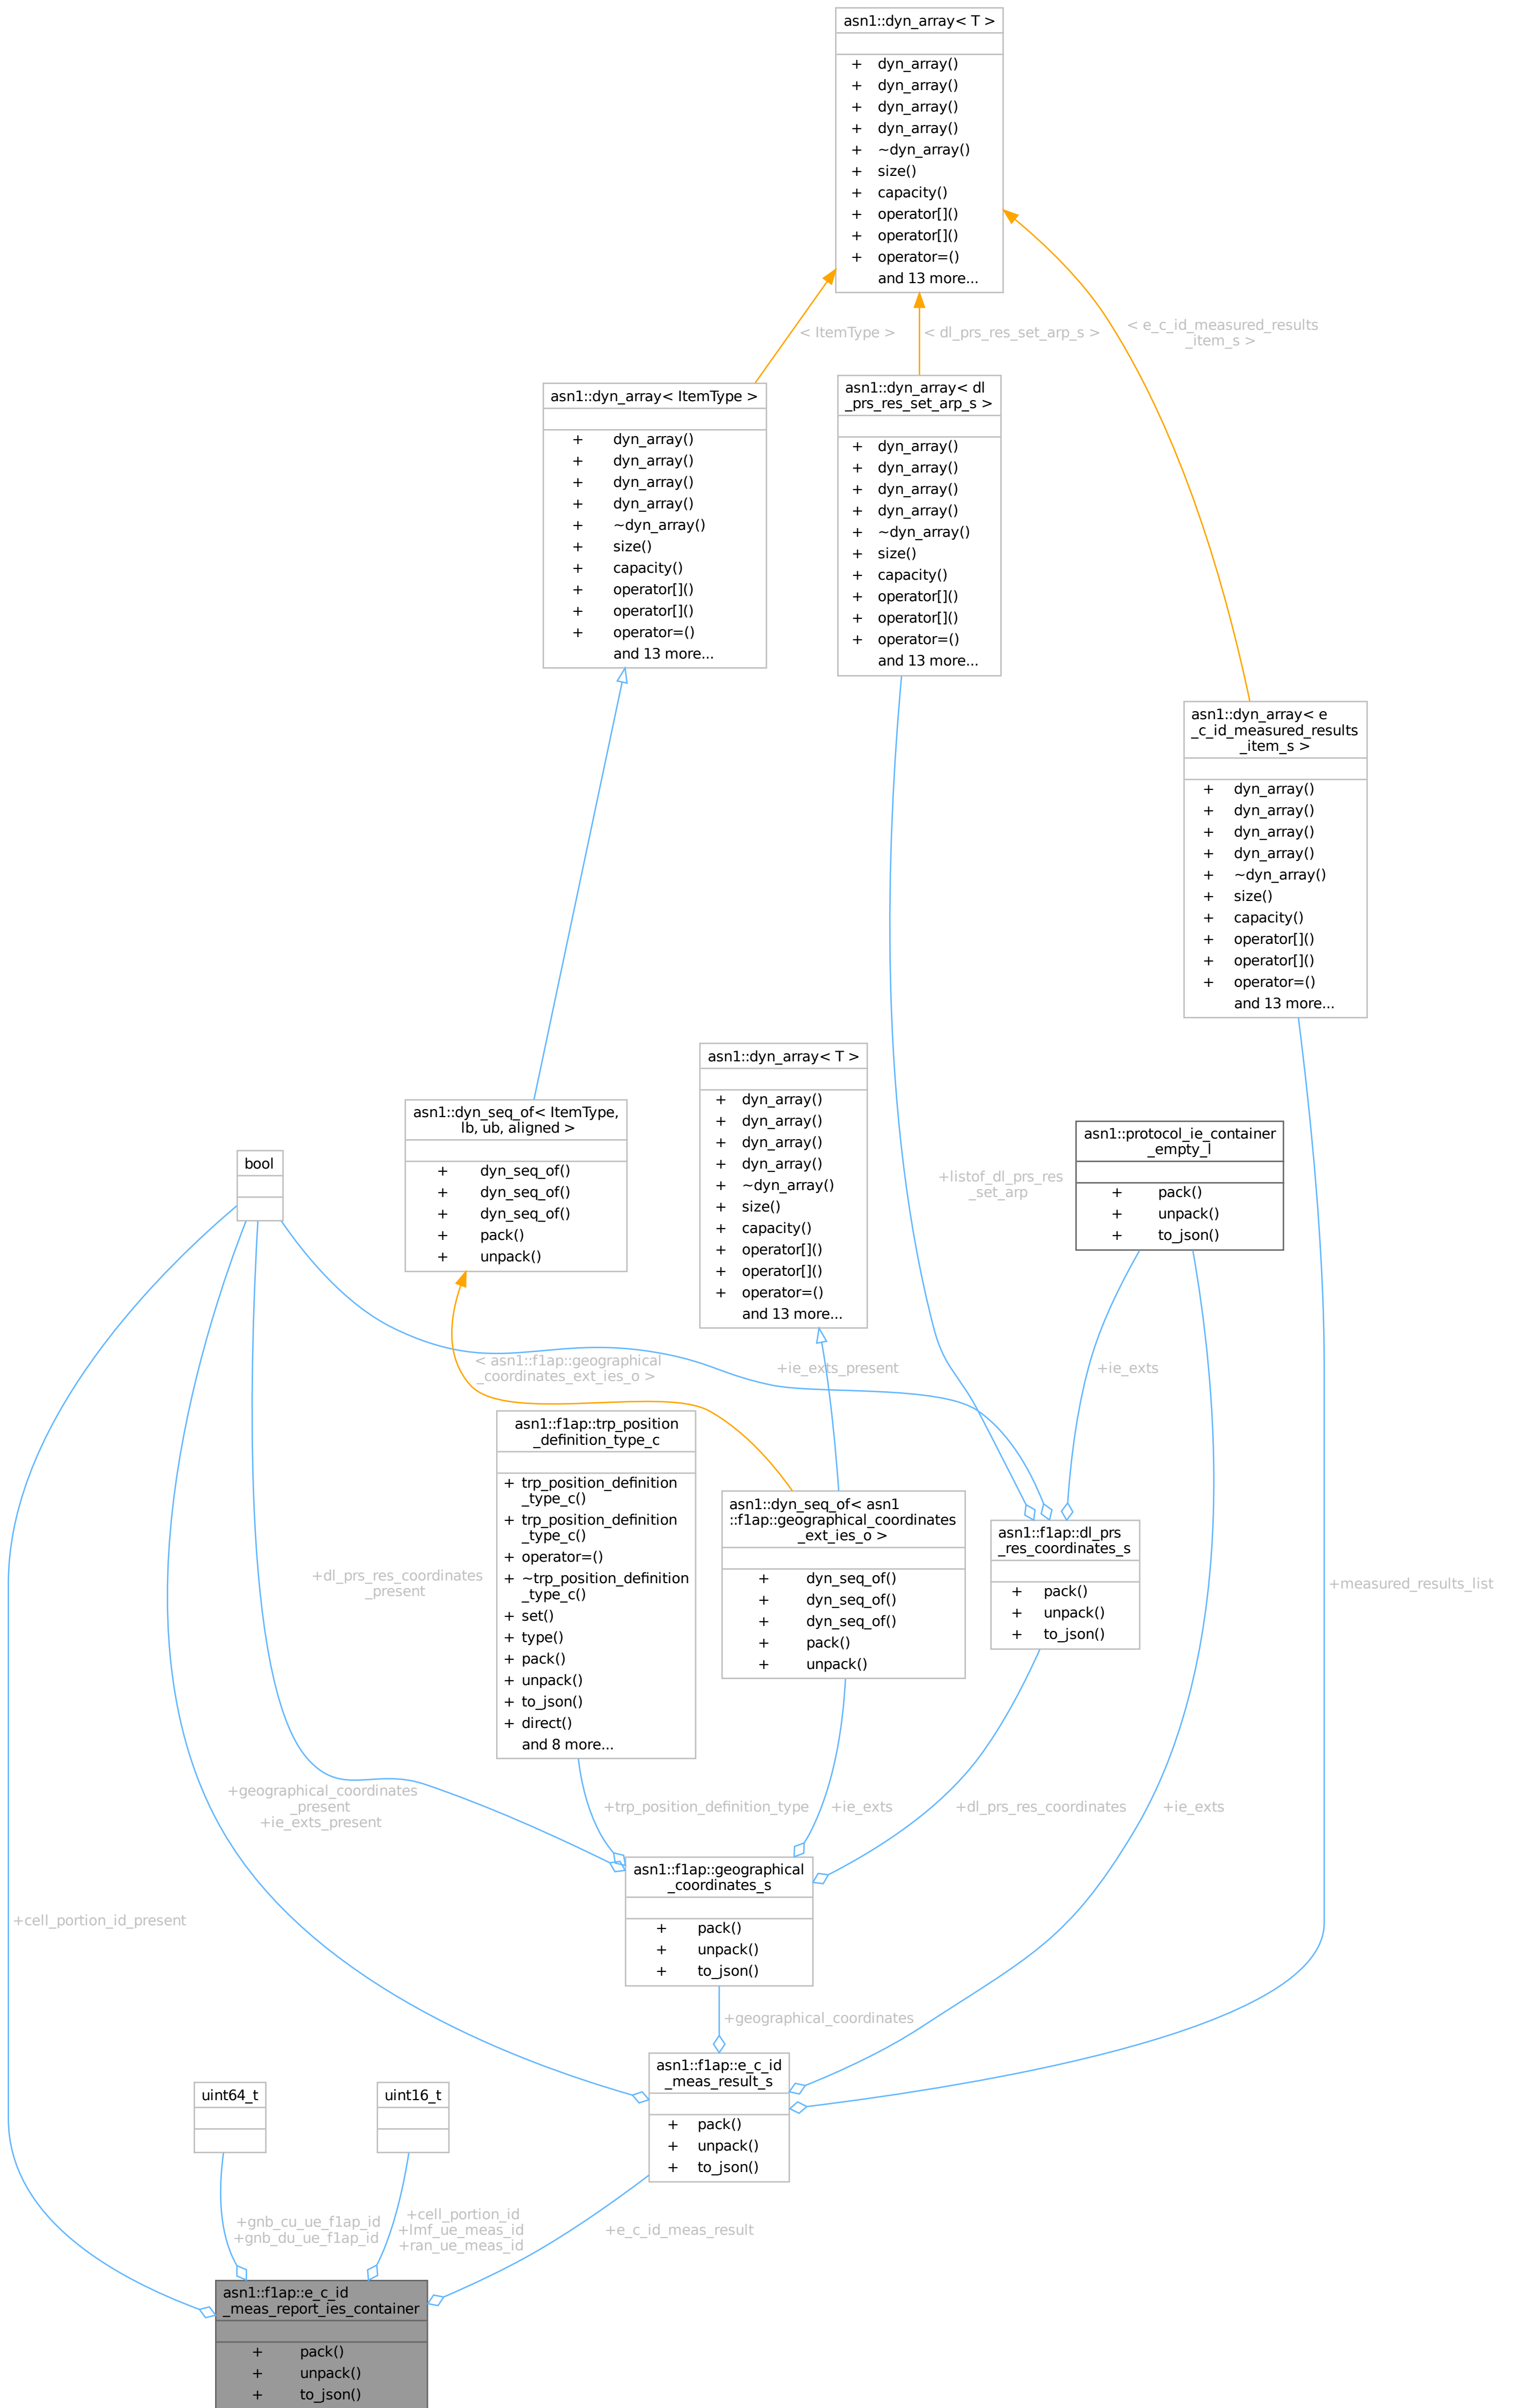 asn1::dyn_array< T >
+ dyn_array()
+ dyn_array()
+ dyn_array()
+ dyn_array()
+ ~dyn_array()
+ size()
+ capacity()
+ operator[]()
+ operator[]()
+ operator=()
and 13 more...
< ItemType >
< dl_prs_res_set_arp_s >
< e_c_id_measured_results
_item_s >
asn1::dyn_array< ItemType >
+ dyn_array()
+ dyn_array()
+ dyn_array()
+ dyn_array()
+ ~dyn_array()
+ size()
+ capacity()
+ operator[]()
+ operator[]()
+ operator=()
and 13 more...
asn1::dyn_array< dl
_prs_res_set_arp_s >
+ dyn_array()
+ dyn_array()
+ dyn_array()
+ dyn_array()
+ ~dyn_array()
+ size()
+ capacity()
+ operator[]()
+ operator[]()
+ operator=()
and 13 more...
asn1::dyn_array< e
_c_id_measured_results
_item_s >
+ dyn_array()
+ dyn_array()
+ dyn_array()
+ dyn_array()
+ ~dyn_array()
+ size()
+ capacity()
+ operator[]()
+ operator[]()
+ operator=()
and 13 more...
asn1::dyn_array< T >
+ dyn_array()
+ dyn_array()
+ dyn_array()
+ dyn_array()
+ ~dyn_array()
+ size()
+ capacity()
+ operator[]()
+ operator[]()
+ operator=()
and 13 more...
asn1::dyn_seq_of< ItemType,
lb, ub, aligned >
+ dyn_seq_of()
+ dyn_seq_of()
+ dyn_seq_of()
+ pack()
+ unpack()
asn1::protocol_ie_container
_empty_l
+ pack()
+ unpack()
+ to_json()
bool
+listof_dl_prs_res
_set_arp
< asn1::f1ap::geographical
_coordinates_ext_ies_o >
+ie_exts_present
+ie_exts
asn1::f1ap::trp_position
_definition_type_c
+ trp_position_definition
_type_c()
+ trp_position_definition
_type_c()
+ operator=()
+ ~trp_position_definition
_type_c()
+ set()
+ type()
+ pack()
+ unpack()
+ to_json()
+ direct()
and 8 more...
asn1::dyn_seq_of< asn1
::f1ap::geographical_coordinates
_ext_ies_o >
+ dyn_seq_of()
+ dyn_seq_of()
+ dyn_seq_of()
+ pack()
+ unpack()
asn1::f1ap::dl_prs
_res_coordinates_s
+ pack()
+ unpack()
+ to_json()
+dl_prs_res_coordinates
_present
+measured_results_list
+geographical_coordinates
_present
+ie_exts_present
+trp_position_definition_type
+ie_exts
+dl_prs_res_coordinates
+ie_exts
asn1::f1ap::geographical
_coordinates_s
+ pack()
+ unpack()
+ to_json()
+cell_portion_id_present
+geographical_coordinates
asn1::f1ap::e_c_id
_meas_result_s
+ pack()
+ unpack()
+ to_json()
uint64_t
uint16_t
+gnb_cu_ue_f1ap_id
+gnb_du_ue_f1ap_id
+cell_portion_id
+lmf_ue_meas_id
+ran_ue_meas_id
+e_c_id_meas_result
asn1::f1ap::e_c_id
_meas_report_ies_container
+ pack()
+ unpack()
+ to_json()